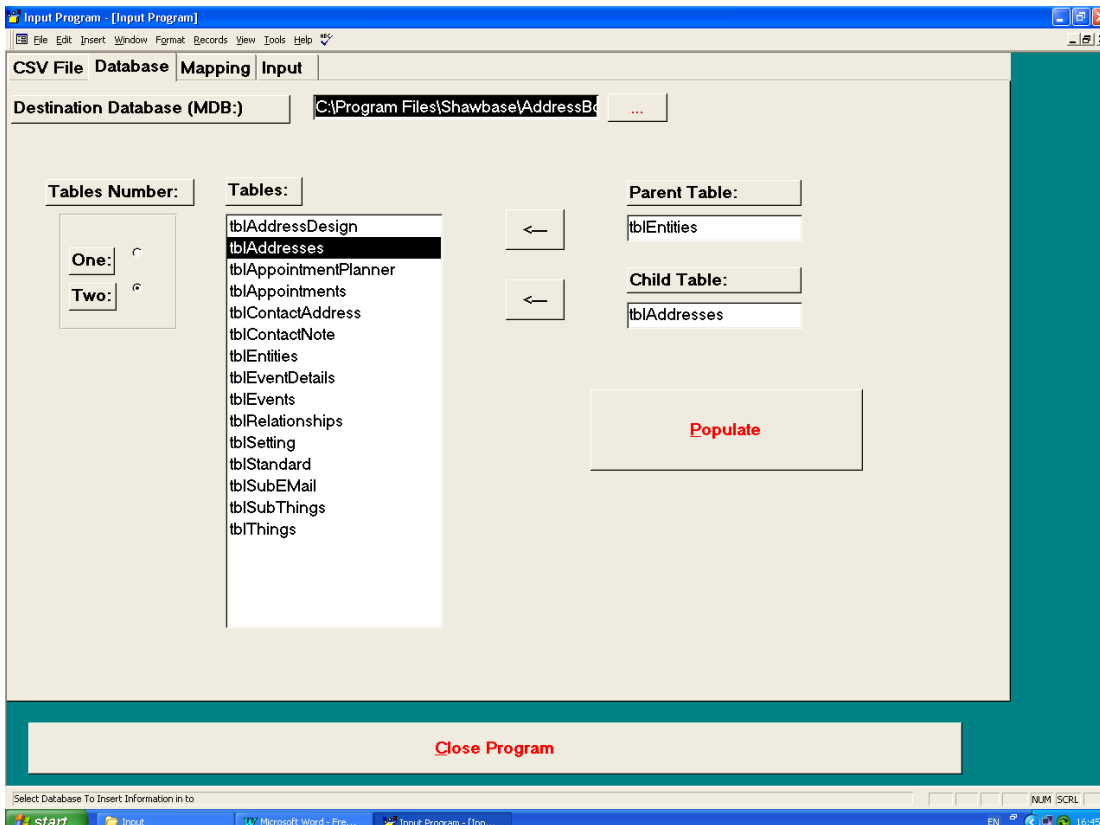 Input Program - [Input Program]
File Edit Insert Window Format Records View Tools Help
CSV File Database Mapping Input
Destination Database (MDB:) C:\Program Files\Shawbase\AddressBo ...
Tables Number: Tables: Parent Table:
tblAddressDesign <-- tblEntities
tblAddresses
One: tblAppointmentPlanner
Two: tblAppointments <-- Child Table:
tblContactAddress tblAddresses
tblContactNote
tblEntities
tblEventDetails
tblEvents
tblRelationships Populate
tblSetting
tblStandard
tblSubEMail
tblSubThings
tblThings
Close Program
Select Database To Insert Information in to NUM SCRL
start Input Microsoft Word - Fre... Input Program - [Inp... EN 16:45